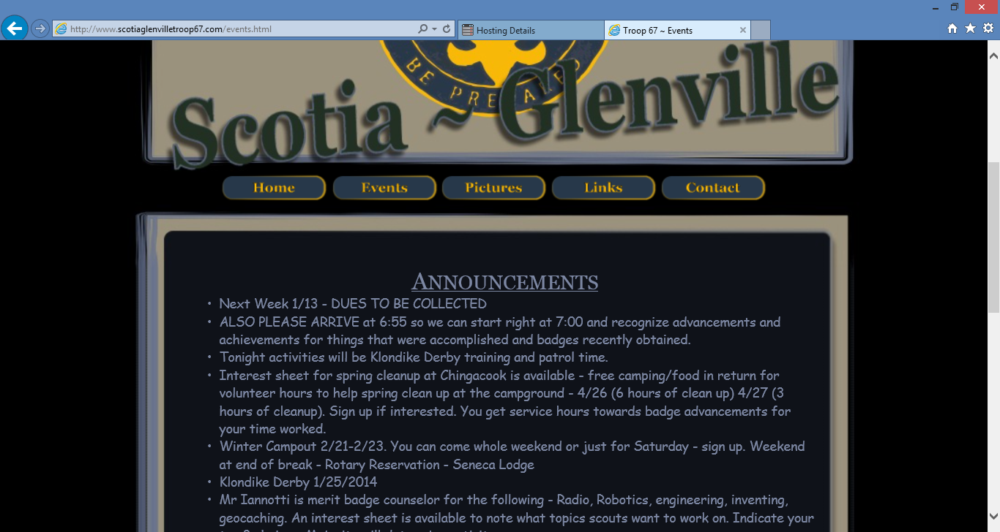 http://www.scotiaglenvilletroop67.com/events.html
Hosting Details
Troop 67 ~ Events
BE PREPARED
Scotia ~ Glenville
Home
Events
Pictures
Links
Contact
ANNOUNCEMENTS
• Next Week 1/13 - DUES TO BE COLLECTED
• ALSO PLEASE ARRIVE at 6:55 so we can start right at 7:00 and recognize advancements and
achievements for things that were accomplished and badges recently obtained.
• Tonight activities will be Klondike Derby training and patrol time.
• Interest sheet for spring cleanup at Chingacook is available - free camping/food in return for
volunteer hours to help spring clean up at the campground - 4/26 (6 hours of clean up) 4/27 (3
hours of cleanup). Sign up if interested. You get service hours towards badge advancements for
your time worked.
• Winter Campout 2/21-2/23. You can come whole weekend or just for Saturday - sign up. Weekend
at end of break - Rotary Reservation - Seneca Lodge
• Klondike Derby 1/25/2014
• Mr Iannotti is merit badge counselor for the following - Radio, Robotics, engineering, inventing,
geocaching. An interest sheet is available to note what topics scouts want to work on. Indicate your